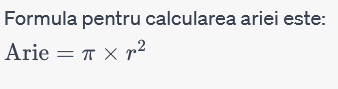 Formula pentru calcularea ariei este:
Arie = π × r²